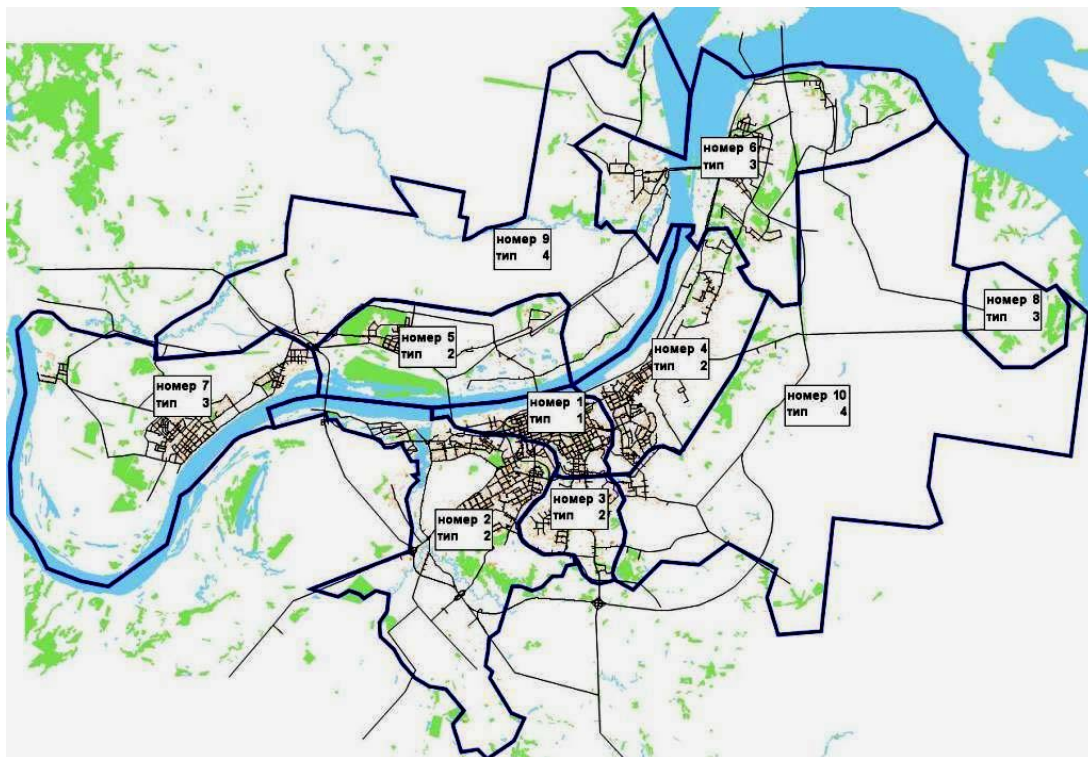 номер 6
тип 3
номер 9
тип 4
номер 8
тип 3
номер 5
тип 2
номер 4
тип 2
номер 7
тип 3
номер 1
тип 1
номер 10
тип 4
номер 3
тип 2
номер 2
тип 2